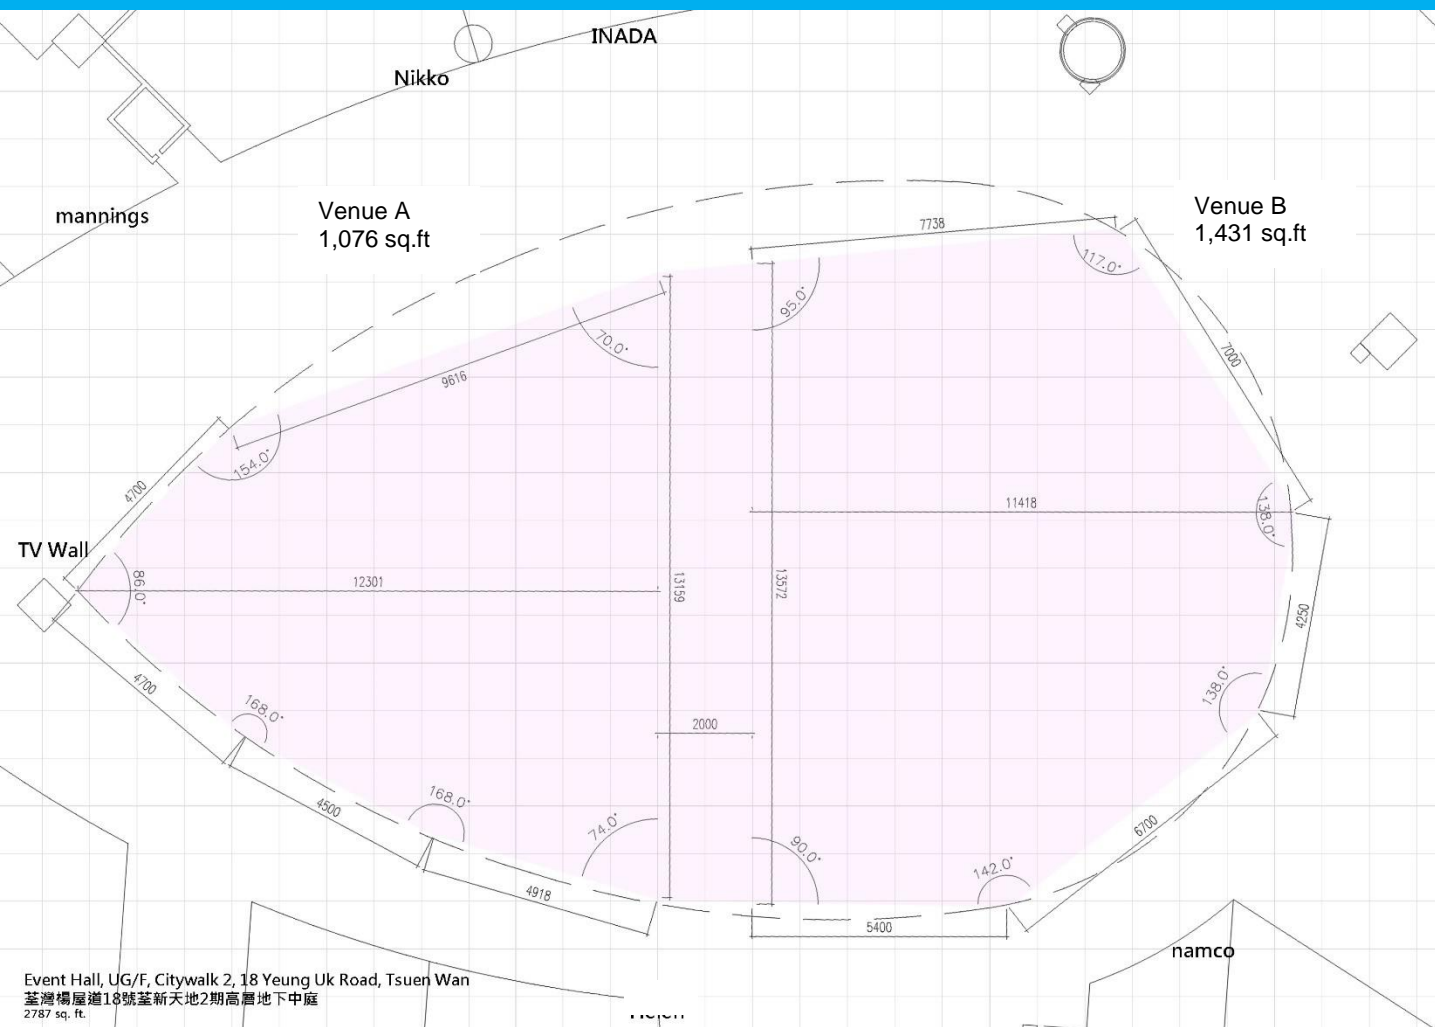 INADA
Nikko
mannings
Venue A
1,076 sq.ft
Venue B
1,431 sq.ft
7738
117.0°
95.0°
70.0°
7000
9616
154.0°
4700
11418
138.0°
TV Wall
86.0°
12301
13159
13572
4250
4700
168.0°
138.0°
2000
4500
168.0°
74.0°
90.0°
6700
142.0°
4918
5400
namco
Event Hall, UG/F, Citywalk 2, 18 Yeung Uk Road, Tsuen Wan
荃灣楊屋道18號荃新天地2期高層地下中庭
2787 sq. ft.